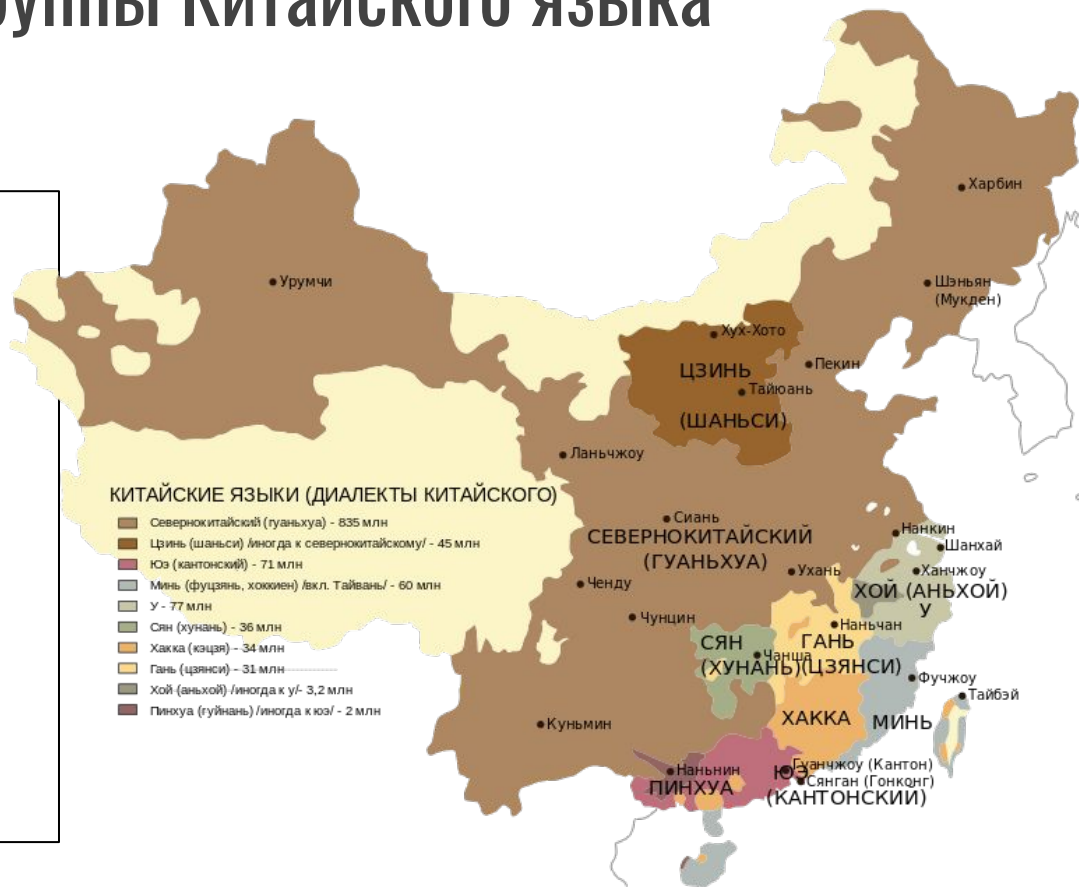 руппы Китайского языка
Харбин
Урумчи
Шэньян
(Мукден)
Хух-Хото
Пекин
ЦЗИНЬ
Тайюань
(ШАНЬСИ)
Ланьчжоу
КИТАЙСКИЕ ЯЗЫКИ (ДИАЛЕКТЫ КИТАЙСКОГО)
Севернокитайский (гуаньхуа) - 835 млн
Цзинь (шаньси) /иногда к севернокитайскому/ - 45 млн
Юэ (кантонский) - 71 млн
Минь (фуцзянь, хоккиен) /вкл. Тайвань/ - 60 млн
У - 77 млн
Сян (хунань) - 36 млн
Хакка (кэцзя) - 34 млн
Гань (цзянси) - 31 млн
Хой (аньхой) /иногда к у/- 3,2 млн
Пинхуа (гуйнань) /иногда к юэ/ - 2 млн
Сиань
СЕВЕРНОКИТАЙСКИЙ
(ГУАНЬХУА)
Нанкин
Шанхай
Ухань
Ханчжоу
Ченду
ХОЙ (АНЬХОЙ)
У
Чунцин
Наньчан
СЯН
ГАНЬ
Чанша
(ХУНАНЬ)(ЦЗЯНСИ)
Фучжоу
Тайбэй
Куньмин
ХАККА
МИНЬ
Гуанчжоу (Кантон)
Наньнин
ЮЭ
Сянган (Гонконг)
ПИНХУА
(КАНТОНСКИЙ)